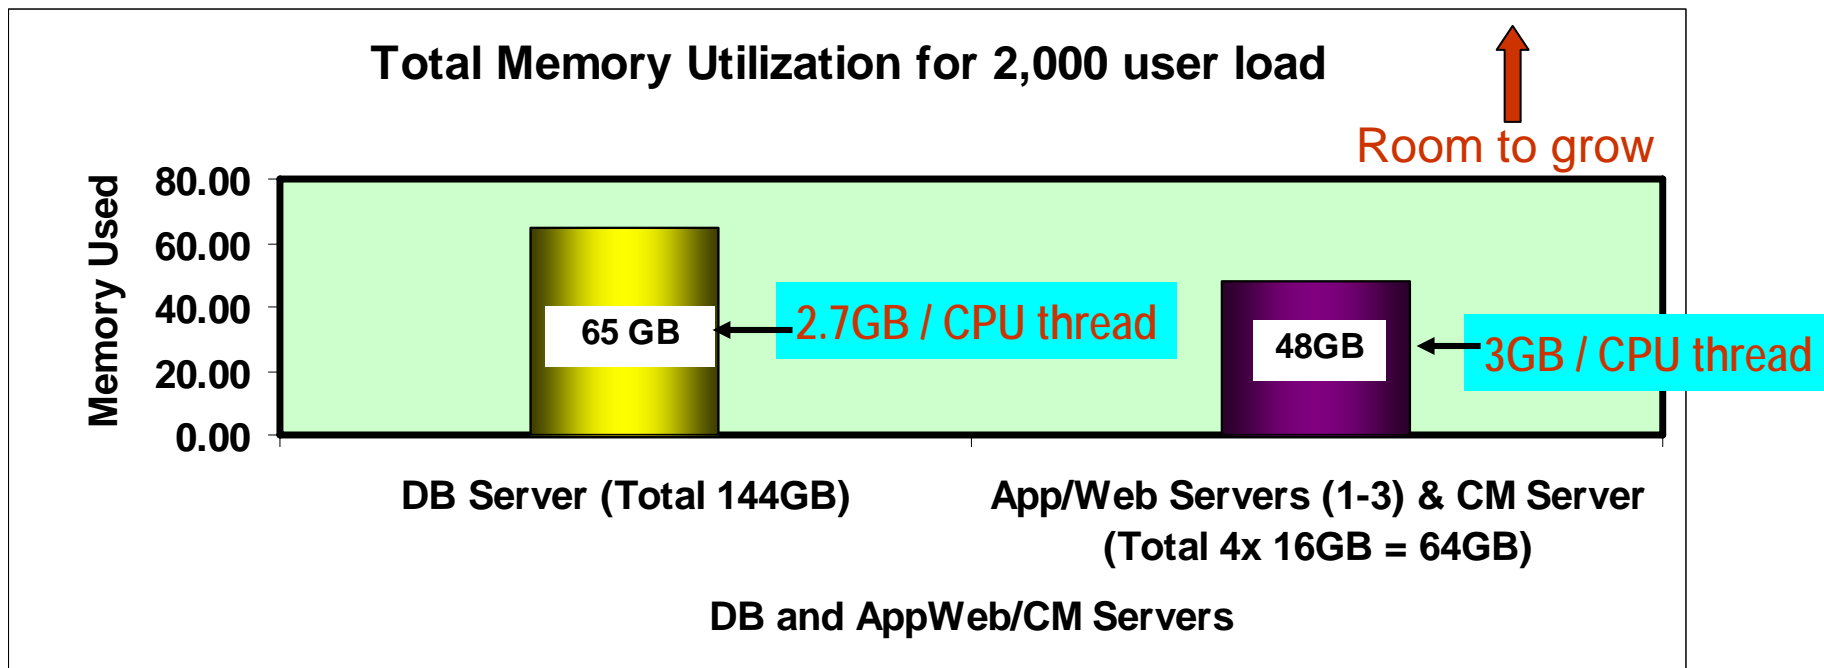 Total Memory Utilization for 2,000 user load
Room to grow
Memory Used
80.00
60.00
40.00
20.00
0.00
65 GB
2.7GB / CPU thread
48GB
3GB / CPU thread
DB Server (Total 144GB)
App/Web Servers (1-3) & CM Server
(Total 4x 16GB = 64GB)
DB and AppWeb/CM Servers